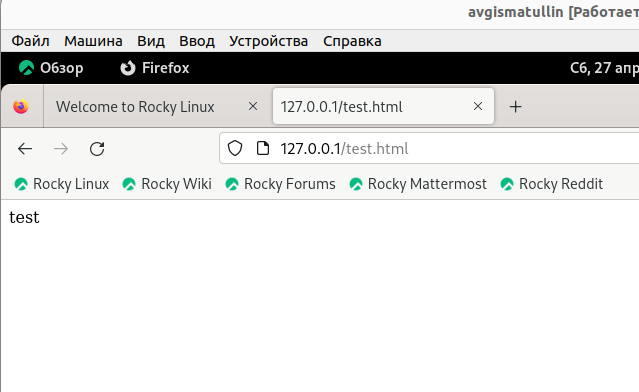 avgismatullin [Работает
Файл Машина Вид Ввод Устройства Справка
Обзор Firefox Сб, 27 апр
Welcome to Rocky Linux 127.0.0.1/test.html
127.0.0.1/test.html
Rocky Linux Rocky Wiki Rocky Forums Rocky Mattermost Rocky Reddit
test